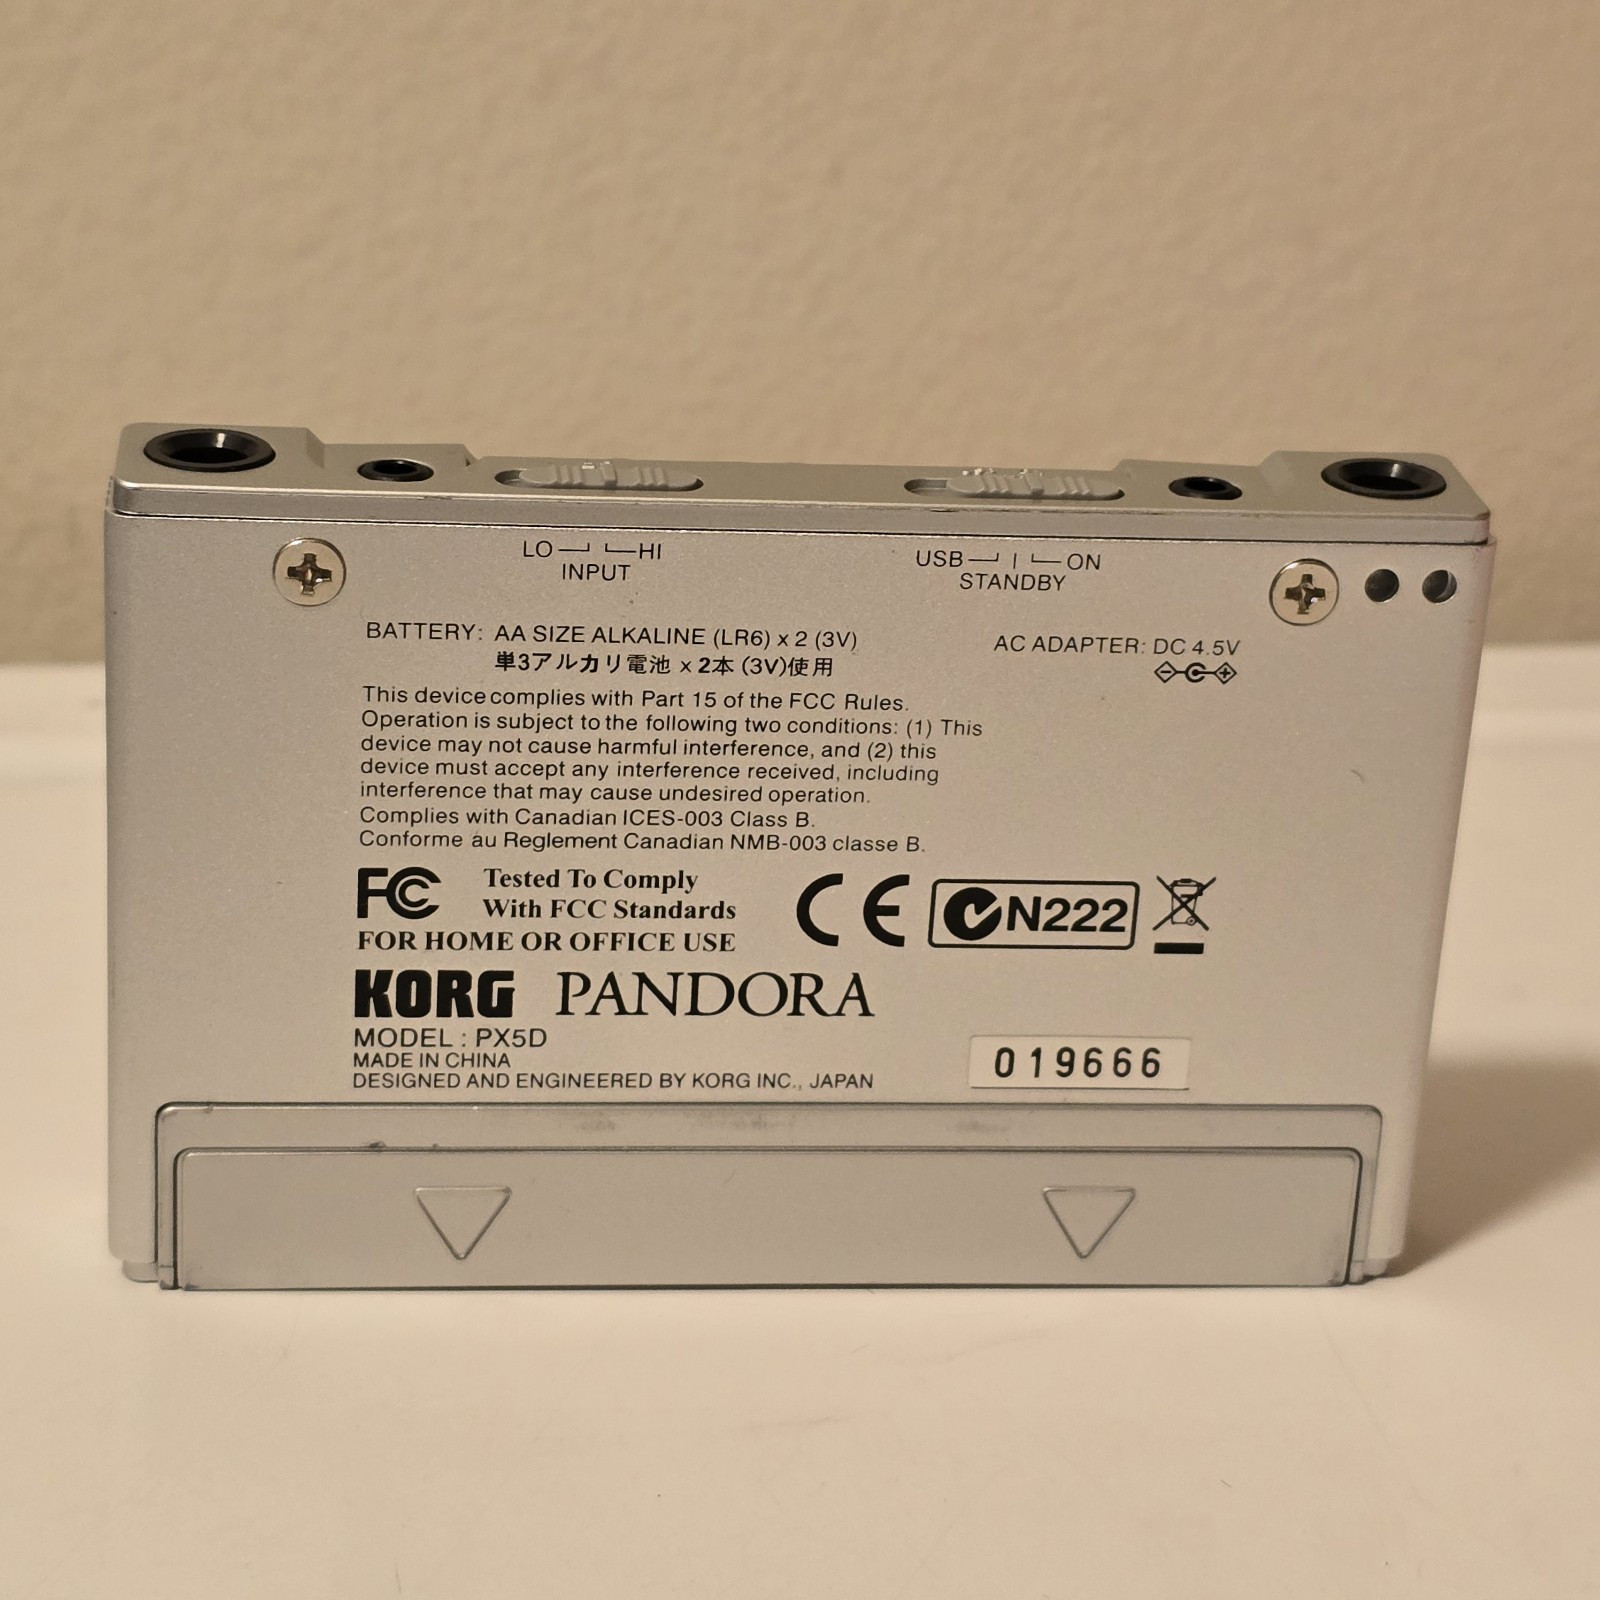 LO HI
INPUT
USB ON
STANDBY
BATTERY: AA SIZE ALKALINE (LR6) x 2 (3V)
単3アルカリ電池 x 2本 (3V)使用
AC ADAPTER: DC 4.5V
This device complies with Part 15 of the FCC Rules.
Operation is subject to the following two conditions: (1) This
device may not cause harmful interference, and (2) this
device must accept any interference received, including
interference that may cause undesired operation.
Complies with Canadian ICES-003 Class B.
Conforme au Reglement Canadian NMB-003 classe B.
FC Tested To Comply
With FCC Standards
FOR HOME OR OFFICE USE
CE N222
KORG PANDORA
MODEL : PX5D
MADE IN CHINA
DESIGNED AND ENGINEERED BY KORG INC., JAPAN
019666